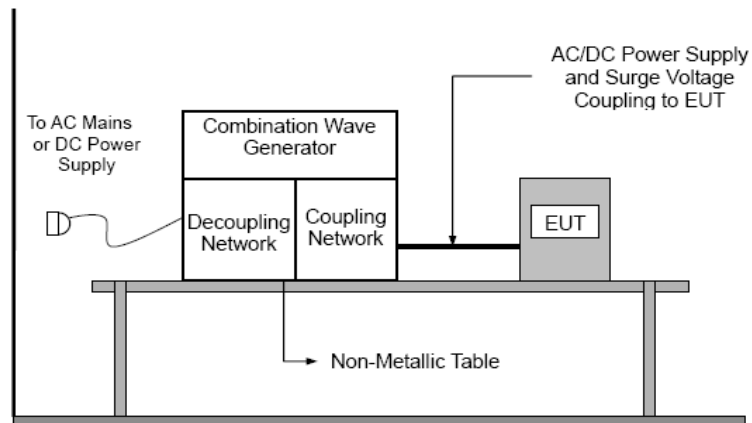 AC/DC Power Supply
and Surge Voltage
Coupling to EUT
To AC Mains
or DC Power
Supply
Combination Wave
Generator
Decoupling
Network
Coupling
Network
EUT
Non-Metallic Table